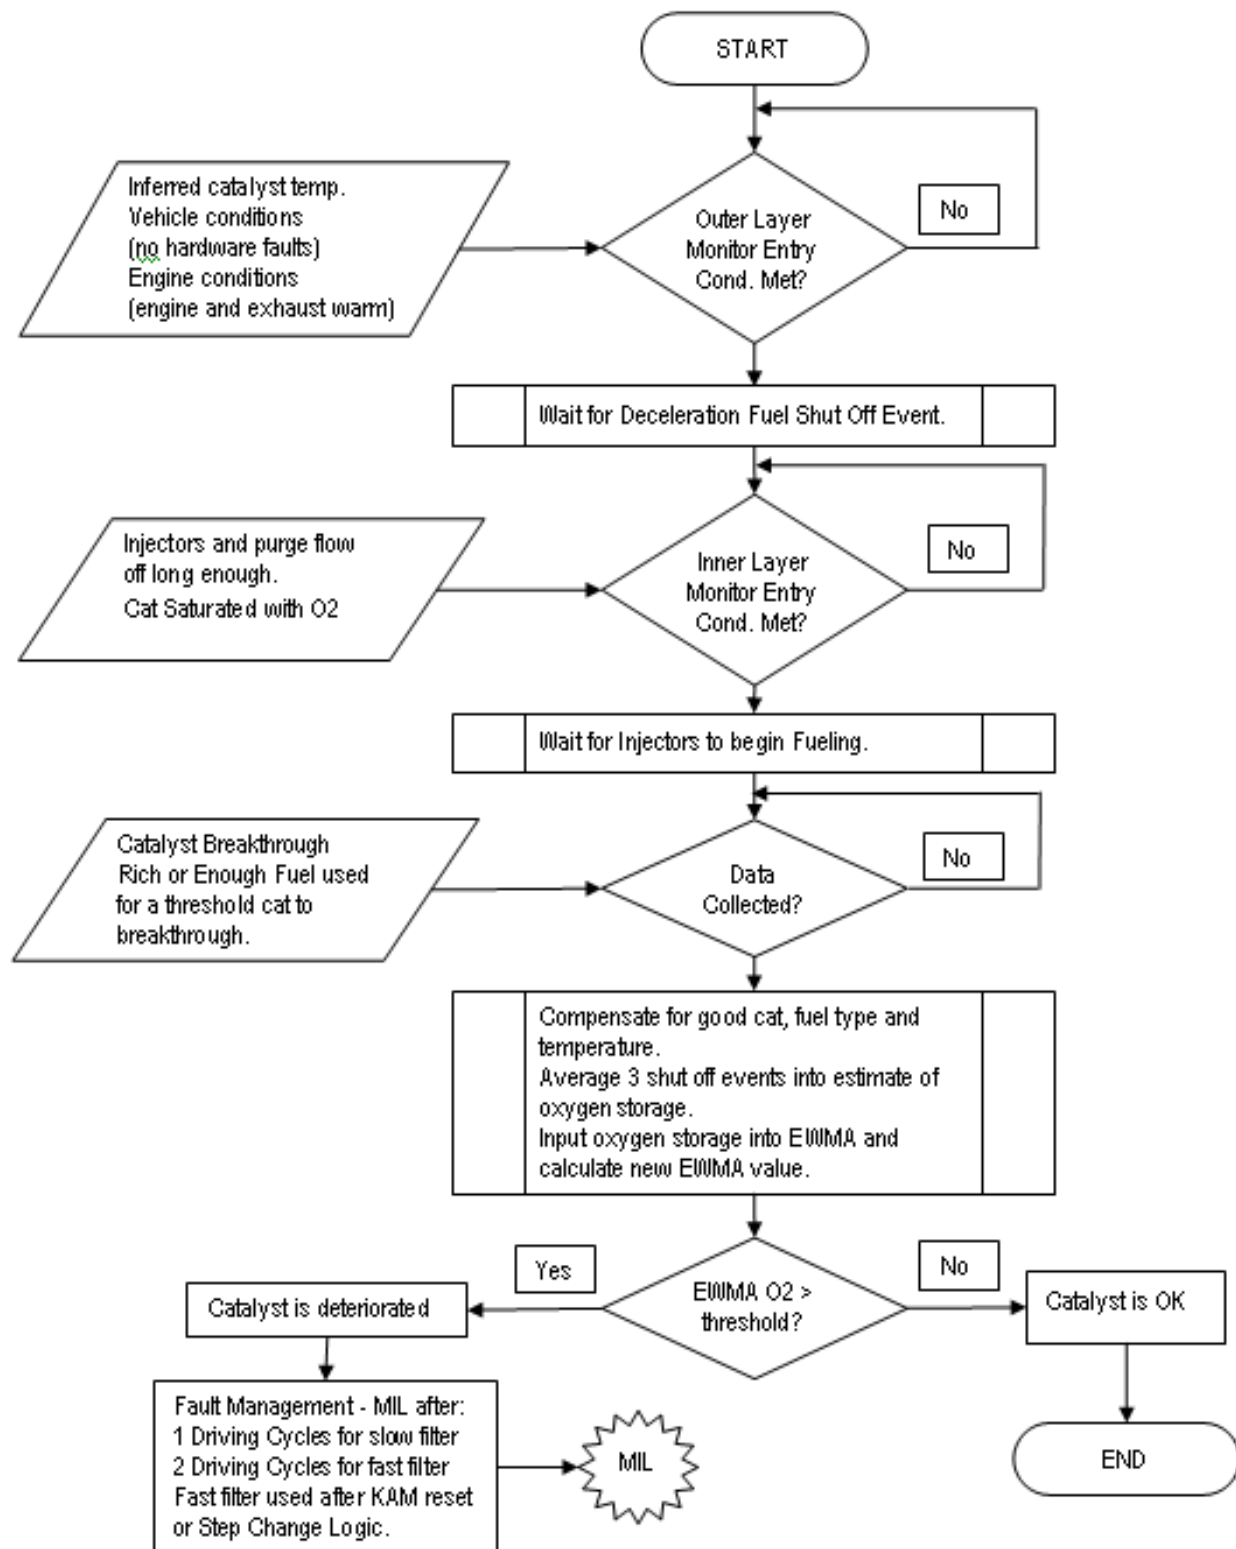 START
Outer Layer
Monitor Entry
Cond. Met?
No
Inferred catalyst temp.
Vehicle conditions
(no hardware faults)
Engine conditions
(engine and exhaust warm)
Wait for Deceleration Fuel Shut Off Event.
Inner Layer
Monitor Entry
Cond. Met?
No
Injectors and purge flow
off long enough.
Cat Saturated with O2
Wait for Injectors to begin Fueling.
Data
Collected?
No
Catalyst Breakthrough
Rich or Enough Fuel used
for a threshold cat to
breakthrough.
Compensate for good cat, fuel type and
temperature.
Average 3 shut off events into estimate of
oxygen storage.
Input oxygen storage into EWMA and
calculate new EWMA value.
EWMA O2 >
threshold?
Yes
No
Catalyst is deteriorated
Catalyst is OK
Fault Management - MIL after:
1 Driving Cycles for slow filter
2 Driving Cycles for fast filter
Fast filter used after KAM reset
or Step Change Logic.
MIL
END